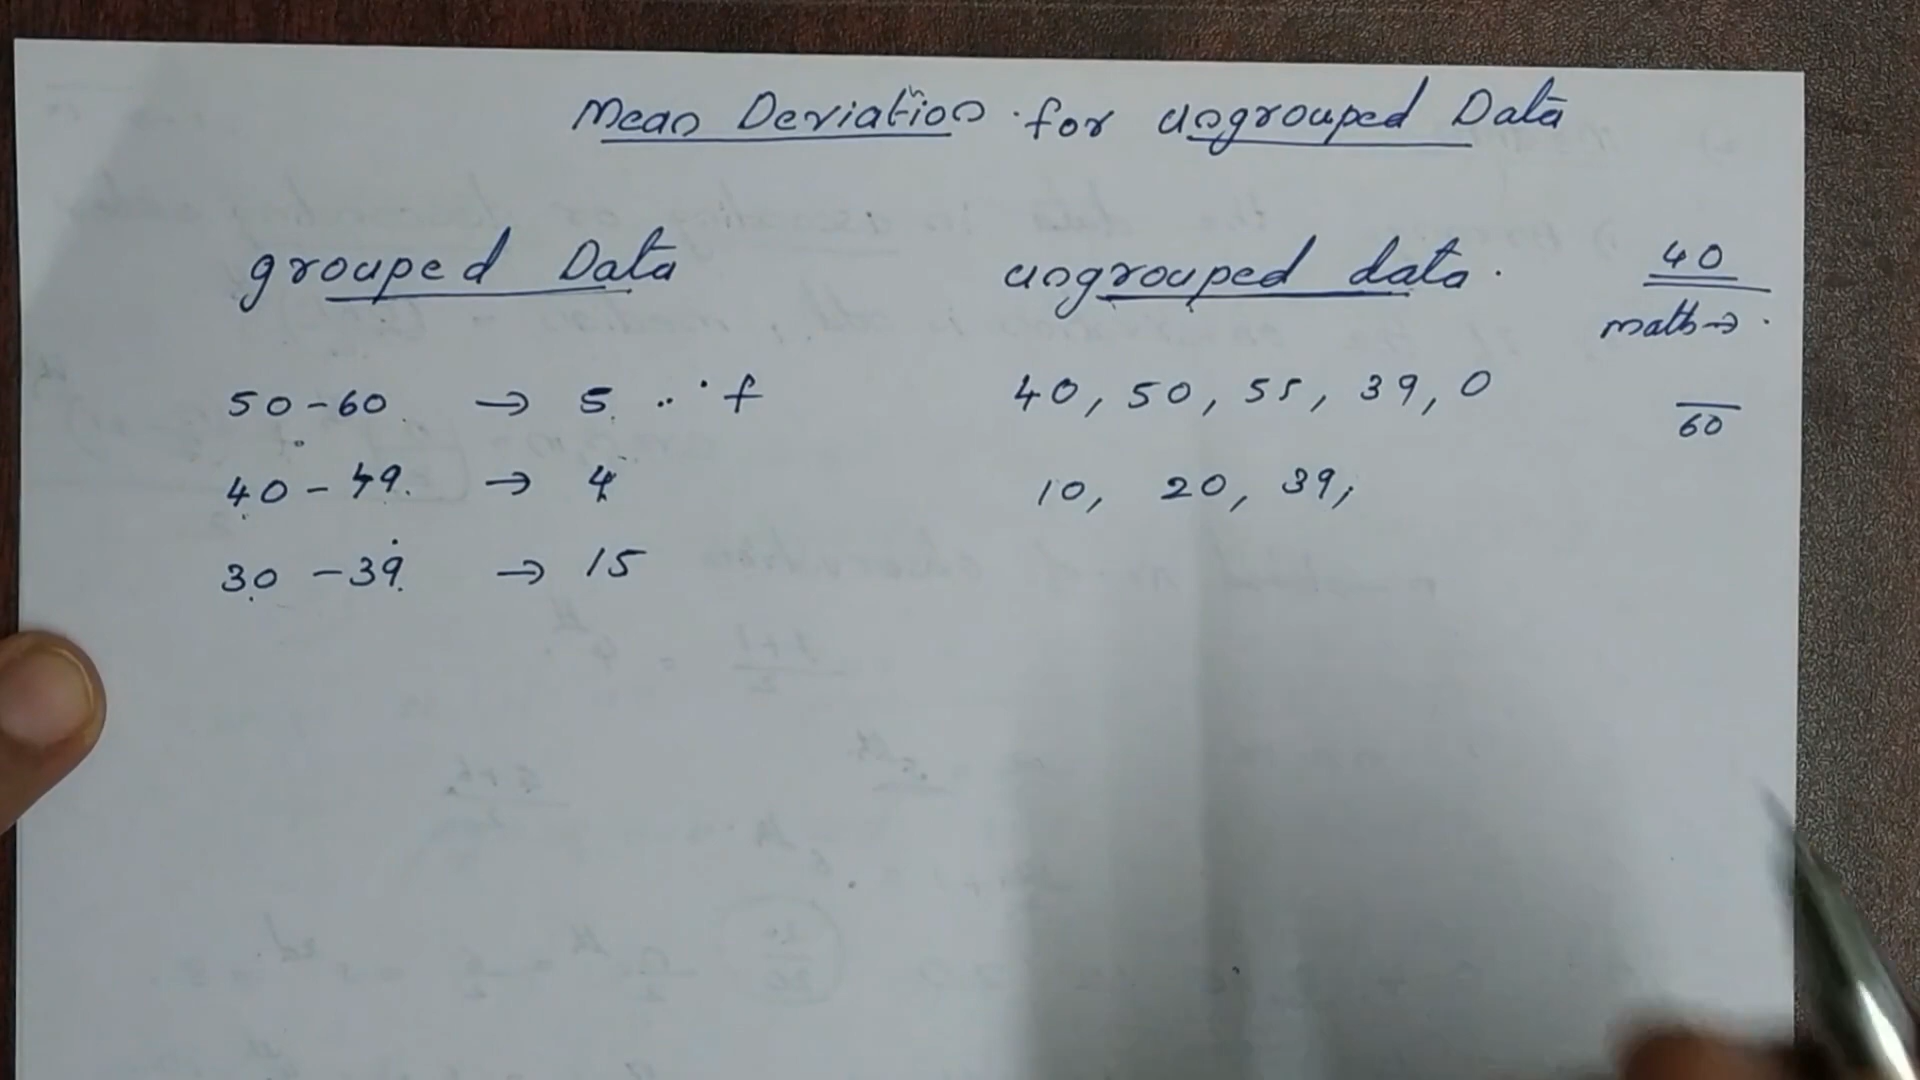 Mean Deviation for ungrouped Data
grouped Data
50-60 → 5 .. f
40 - 49. → 4
30 - 39. → 15
ungrouped data.
40, 50, 55, 39, 0
10, 20, 39,
40
math→ .
60